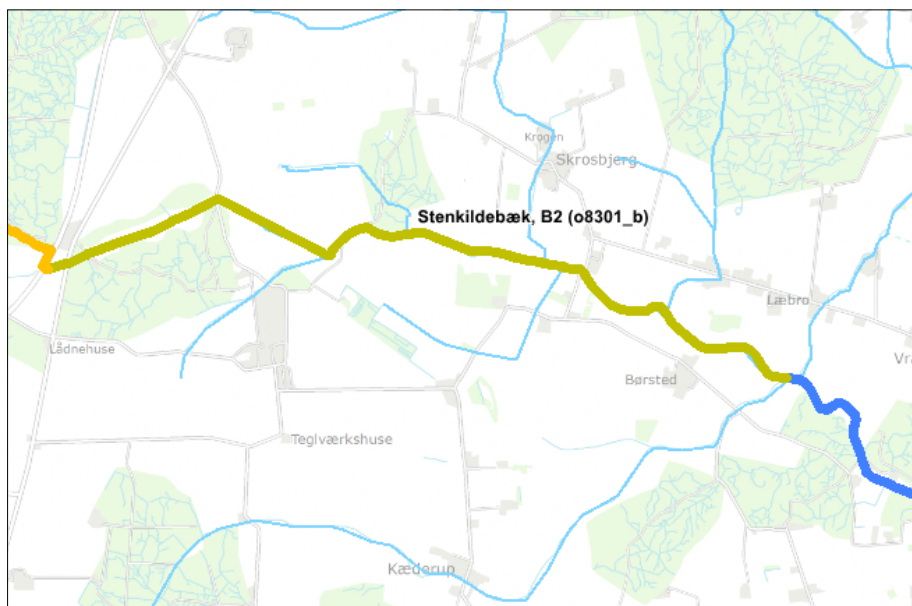 Krogen
Skrosbjerg
Stenkildebæk, B2 (o8301_b)
Læbro
Lådnehuse
Vra
Børsted
Teglværkshuse
Kæderup